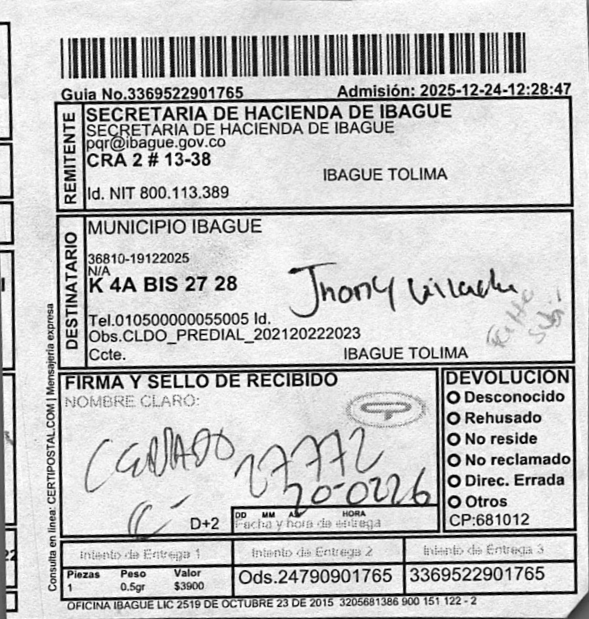 Guia No.3369522901765 Admisión: 2025-12-24-12:28:47
REMITENTE
SECRETARIA DE HACIENDA DE IBAGUE
SECRETARIA DE HACIENDA DE IBAGUE
pqr@ibague.gov.co
CRA 2 # 13-38
IBAGUE TOLIMA
Id. NIT 800.113.389
DESTINATARIO
MUNICIPIO IBAGUE
36810-19122025
N/A
K 4A BIS 27 28
Jhony
Tel.010500000055005 Id.
Obs.CLDO_PREDIAL_202120222023
Ccte. IBAGUE TOLIMA
Consulta en línea: CERTIPOSTAL.COM | Mensajería expresa
FIRMA Y SELLO DE RECIBIDO
NOMBRE CLARO:
CERRADO 27772
20-0226
D+2
DD MM HORA
Fecha y hora de entrega
DEVOLUCION
Desconocido
Rehusado
No reside
No reclamado
Direc. Errada
Otros
CP:681012
Intento de Entrega 1 Intento de Entrega 2 Intento de Entrega 3
Piezas Peso Valor
1 0.5gr $3900
Ods.24790901765 3369522901765
OFICINA IBAGUE LIC 2519 DE OCTUBRE 23 DE 2015 3205681386 900 151 122 - 2